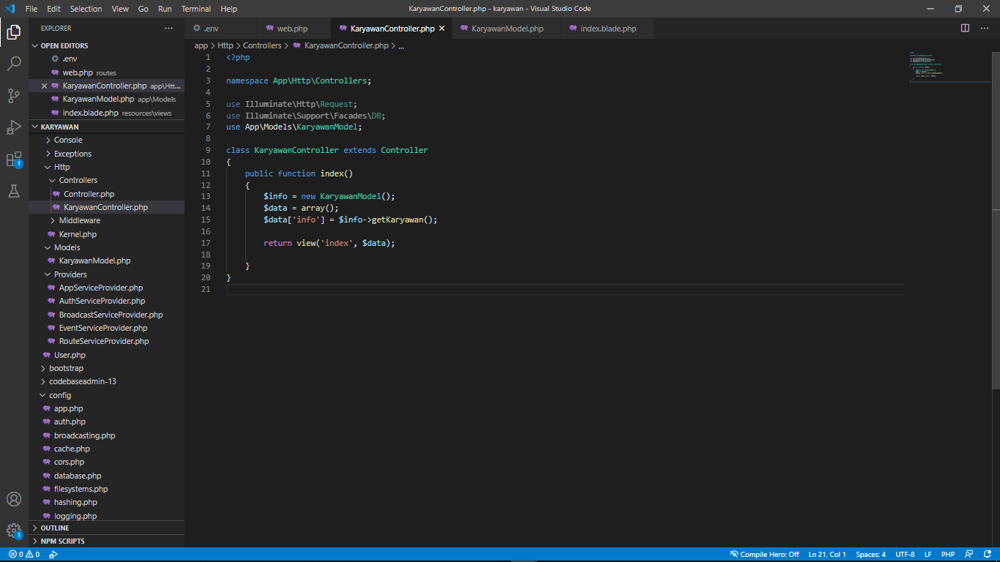 File Edit Selection View Go Run Terminal Help KaryawanController.php - karyawan - Visual Studio Code
EXPLORER
OPEN EDITORS
.env
web.php routes
KaryawanController.php app\Htt...
KaryawanModel.php app\Models
index.blade.php resources\views
KARYAWAN
Console
Exceptions
Http
Controllers
Controller.php
KaryawanController.php
Middleware
Kernel.php
Models
KaryawanModel.php
Providers
AppServiceProvider.php
AuthServiceProvider.php
BroadcastServiceProvider.php
EventServiceProvider.php
RouteServiceProvider.php
User.php
bootstrap
codebaseadmin-13
config
app.php
auth.php
broadcasting.php
cache.php
cors.php
database.php
filesystems.php
hashing.php
logging.php
OUTLINE
NPM SCRIPTS
1
1
.env web.php KaryawanController.php KaryawanModel.php index.blade.php
app > Http > Controllers > KaryawanController.php > ...
1 <?php
2
3 namespace App\Http\Controllers;
4
5 use Illuminate\Http\Request;
6 use Illuminate\Support\Facades\DB;
7 use App\Models\KaryawanModel;
8
9 class KaryawanController extends Controller
10 {
11 public function index()
12 {
13 $info = new KaryawanModel();
14 $data = array();
15 $data['info'] = $info->getKaryawan();
16
17 return view('index', $data);
18
19 }
20 }
21
0 0 Compile Hero: Off Ln 21, Col 1 Spaces: 4 UTF-8 LF PHP